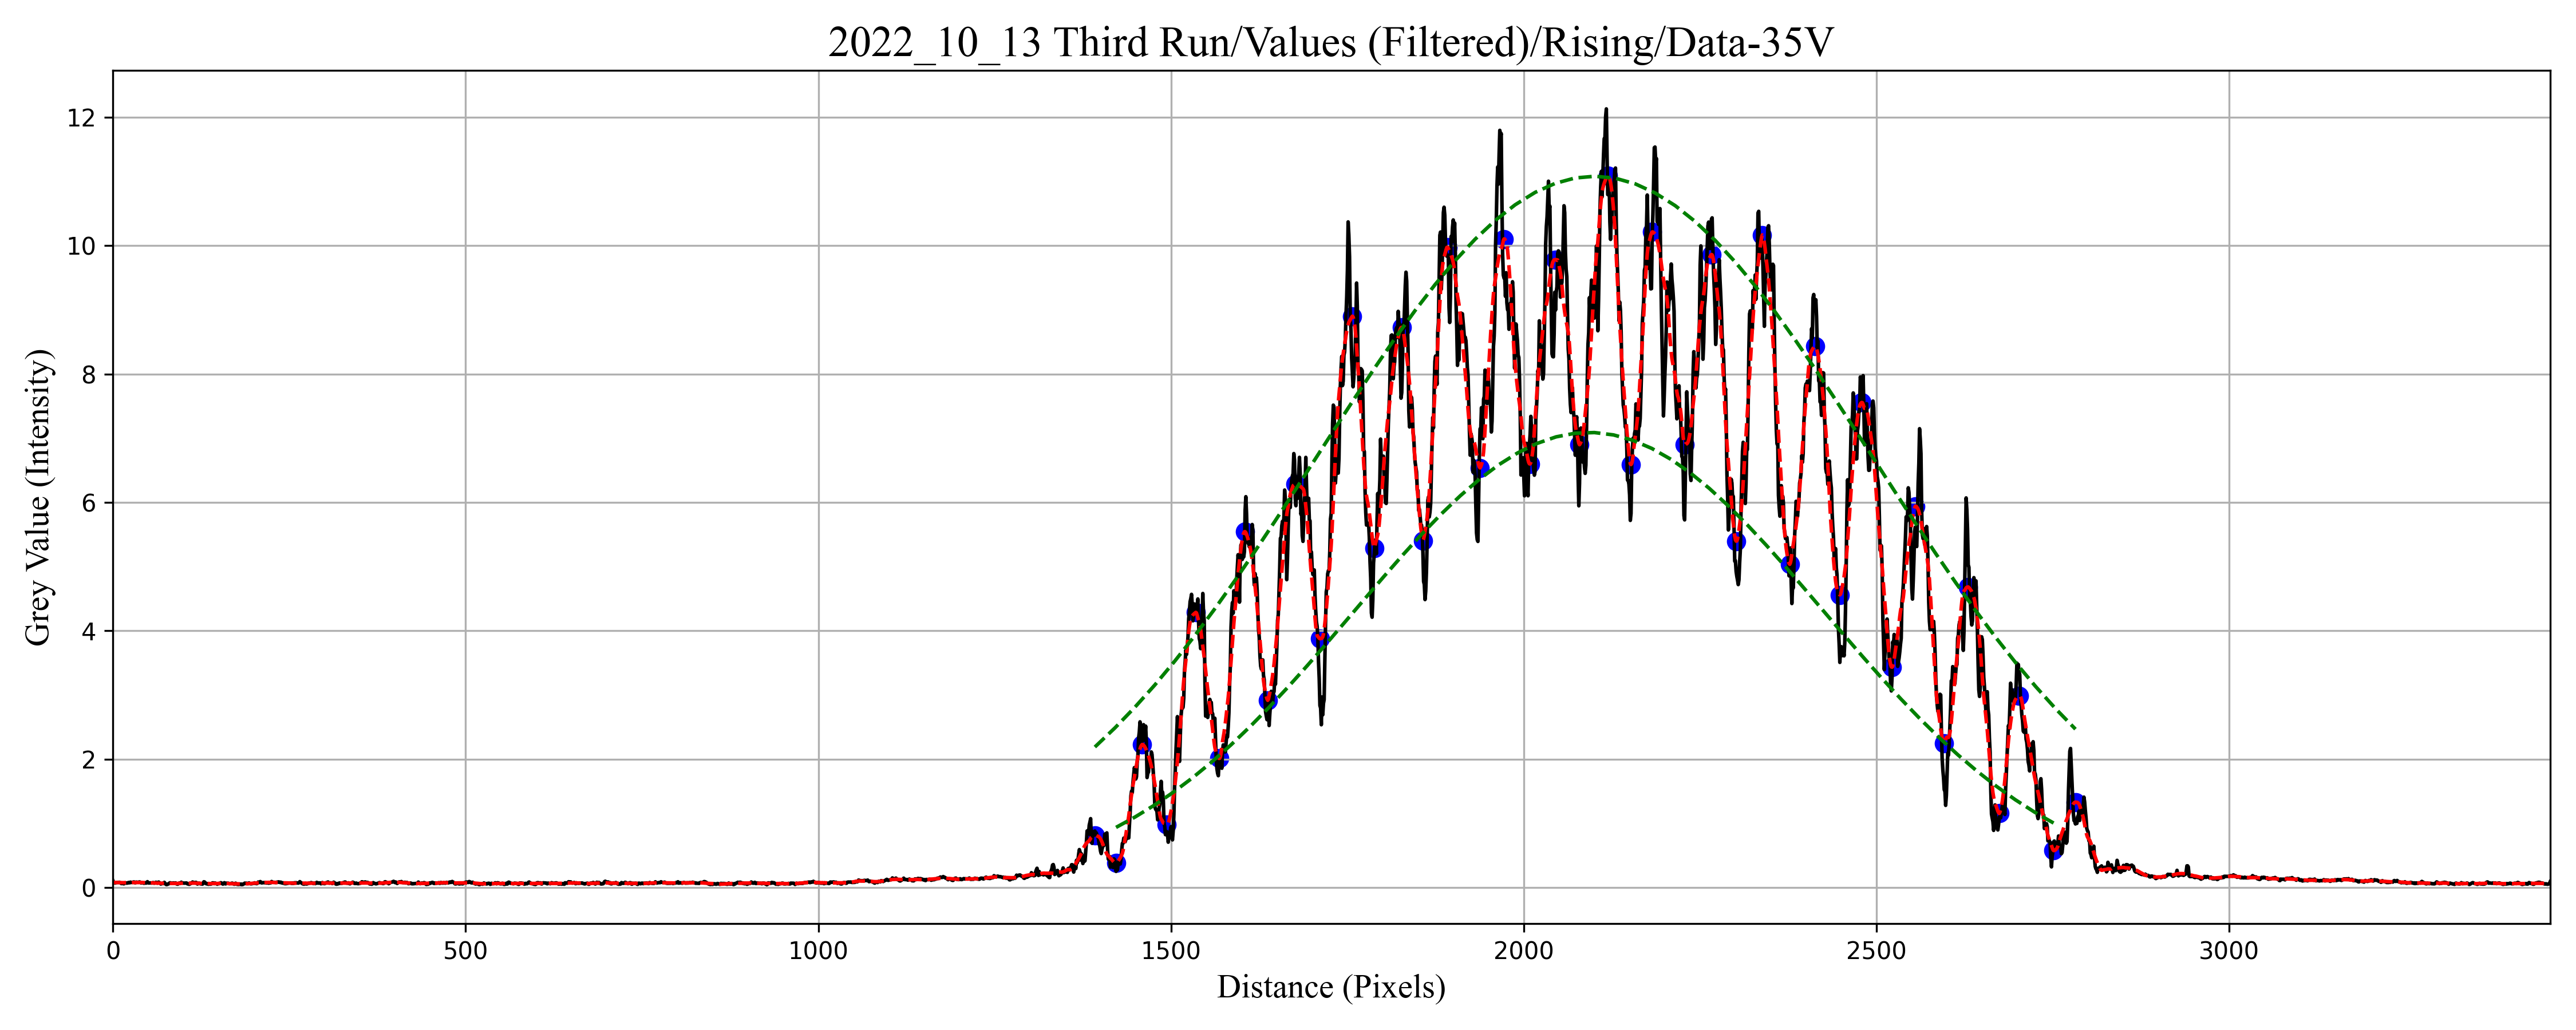 2022_10_13 Third Run/Values (Filtered)/Rising/Data-35V
Grey Value (Intensity)
12
10
8
6
4
2
0
0 500 1000 1500 2000 2500 3000
Distance (Pixels)